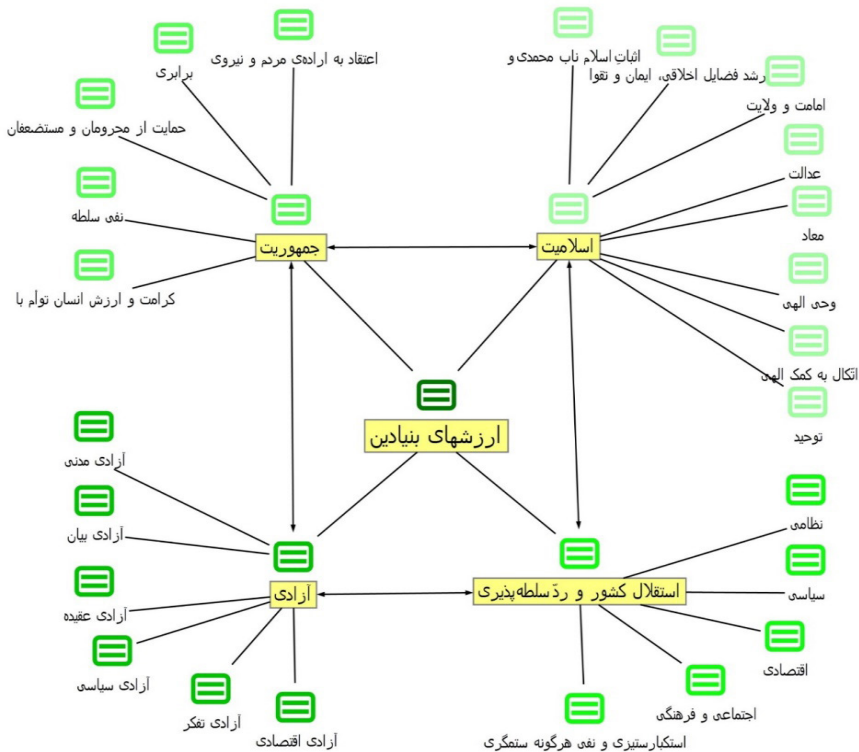 اثباتِ اسلام ناب محمدی و
رشد فضایل اخلاقی، ایمان و تقوا
امامت و ولایت
عدالت
معاد
وحی الهی
اتّکال به کمک الهی
توحید
اسلامیت
اعتقاد به اراده‌ی مردم و نیروی
برابری
حمایت از محرومان و مستضعفان
نفی سلطه
کرامت و ارزش انسان توأم با
جمهوریت
ارزشهای بنیادین
نظامی
سیاسی
اقتصادی
اجتماعی و فرهنگی
استکبارستیزی و نفی هرگونه ستمگری
استقلال کشور و ردّ سلطه‌پذیری
آزادی مدنی
آزادی بیان
آزادی عقیده
آزادی سیاسی
آزادی تفکر
آزادی اقتصادی
آزادی